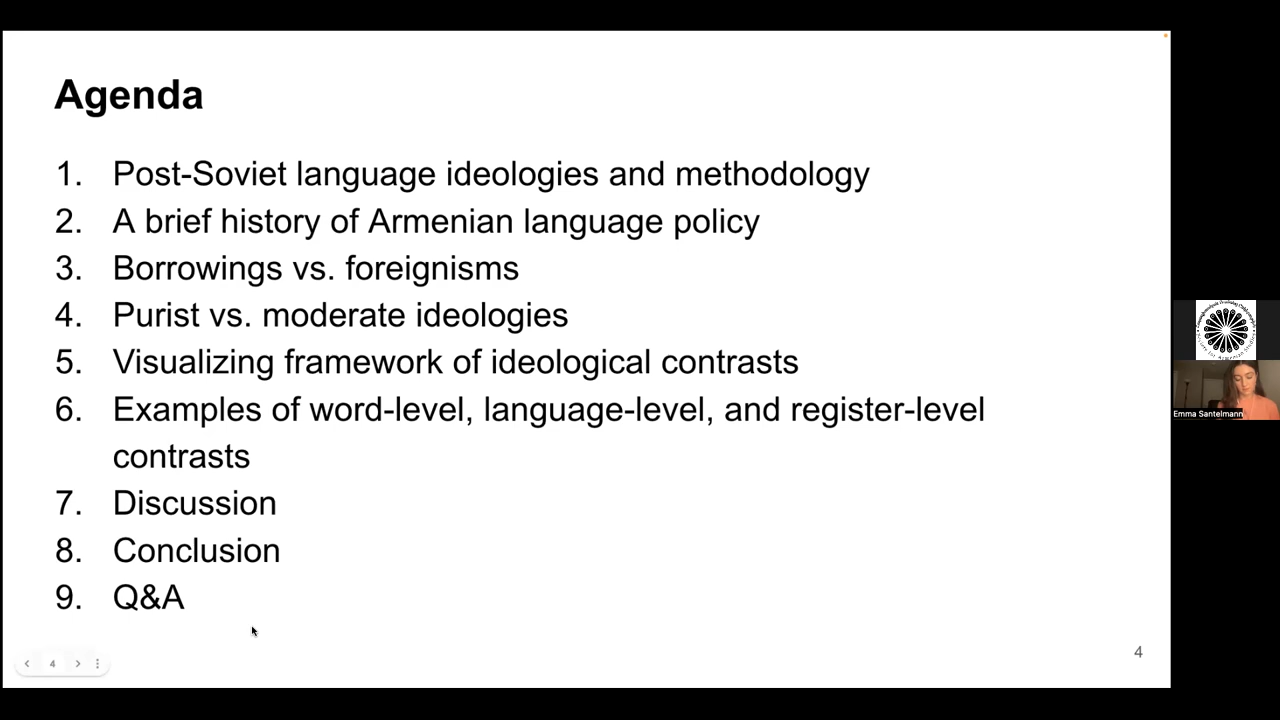 Agenda
1. Post-Soviet language ideologies and methodology
2. A brief history of Armenian language policy
3. Borrowings vs. foreignisms
4. Purist vs. moderate ideologies
5. Visualizing framework of ideological contrasts
6. Examples of word-level, language-level, and register-level
contrasts
7. Discussion
8. Conclusion
9. Q&A
4
4
Emma Santelmann